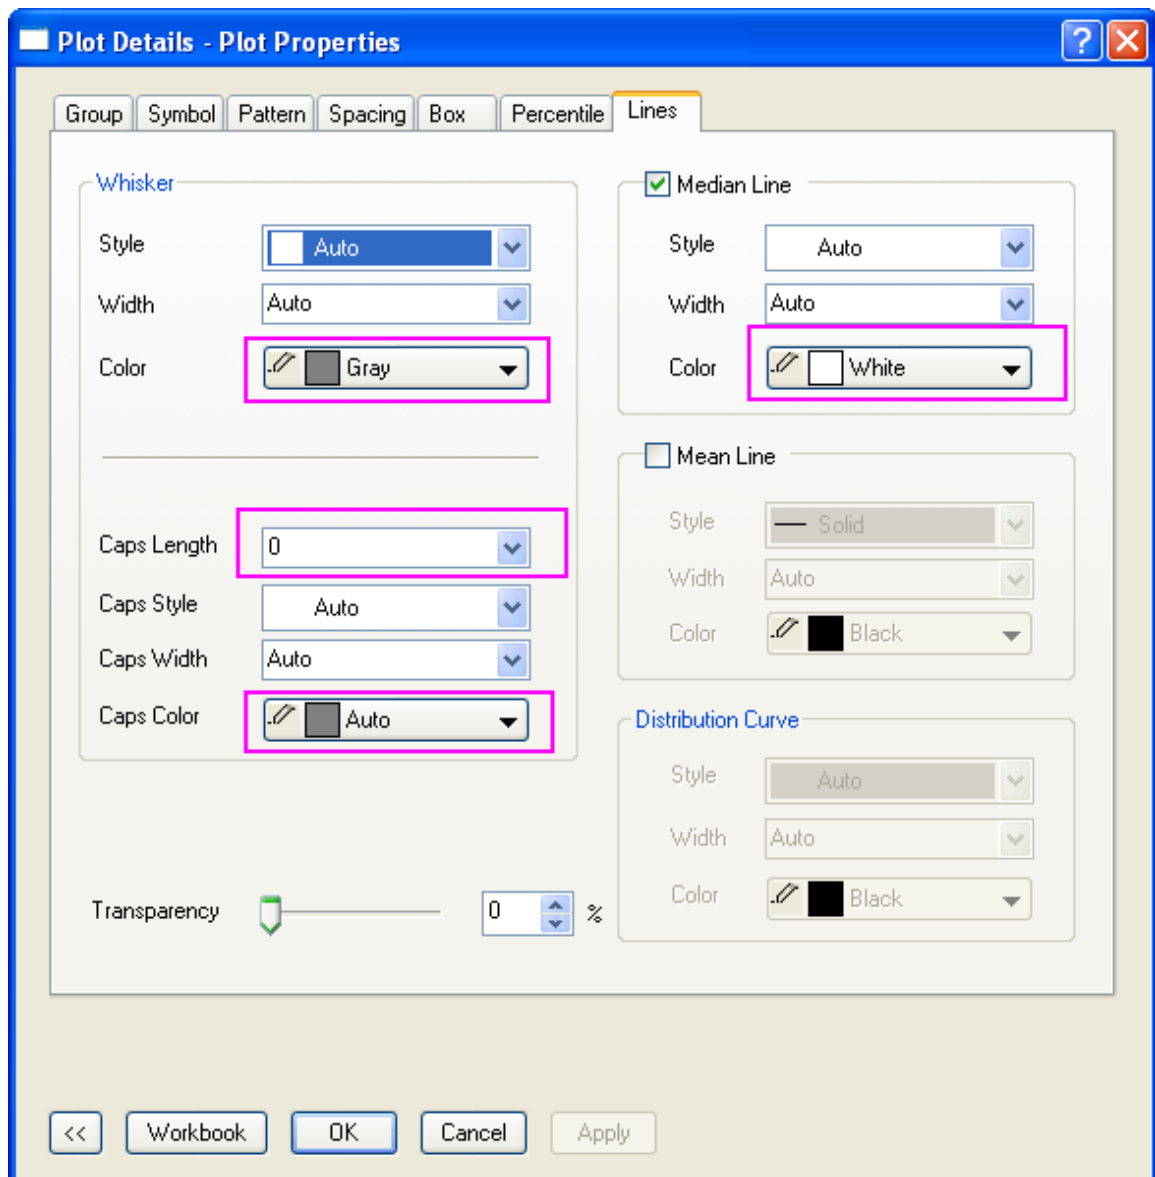 Plot Details - Plot Properties
?
Group Symbol Pattern Spacing Box Percentile Lines
Whisker
Style Auto
Width Auto
Color Gray
Caps Length 0
Caps Style Auto
Caps Width Auto
Caps Color Auto
Transparency 0 %
Median Line
Style Auto
Width Auto
Color White
Mean Line
Style Solid
Width Auto
Color Black
Distribution Curve
Style Auto
Width Auto
Color Black
<< Workbook OK Cancel Apply